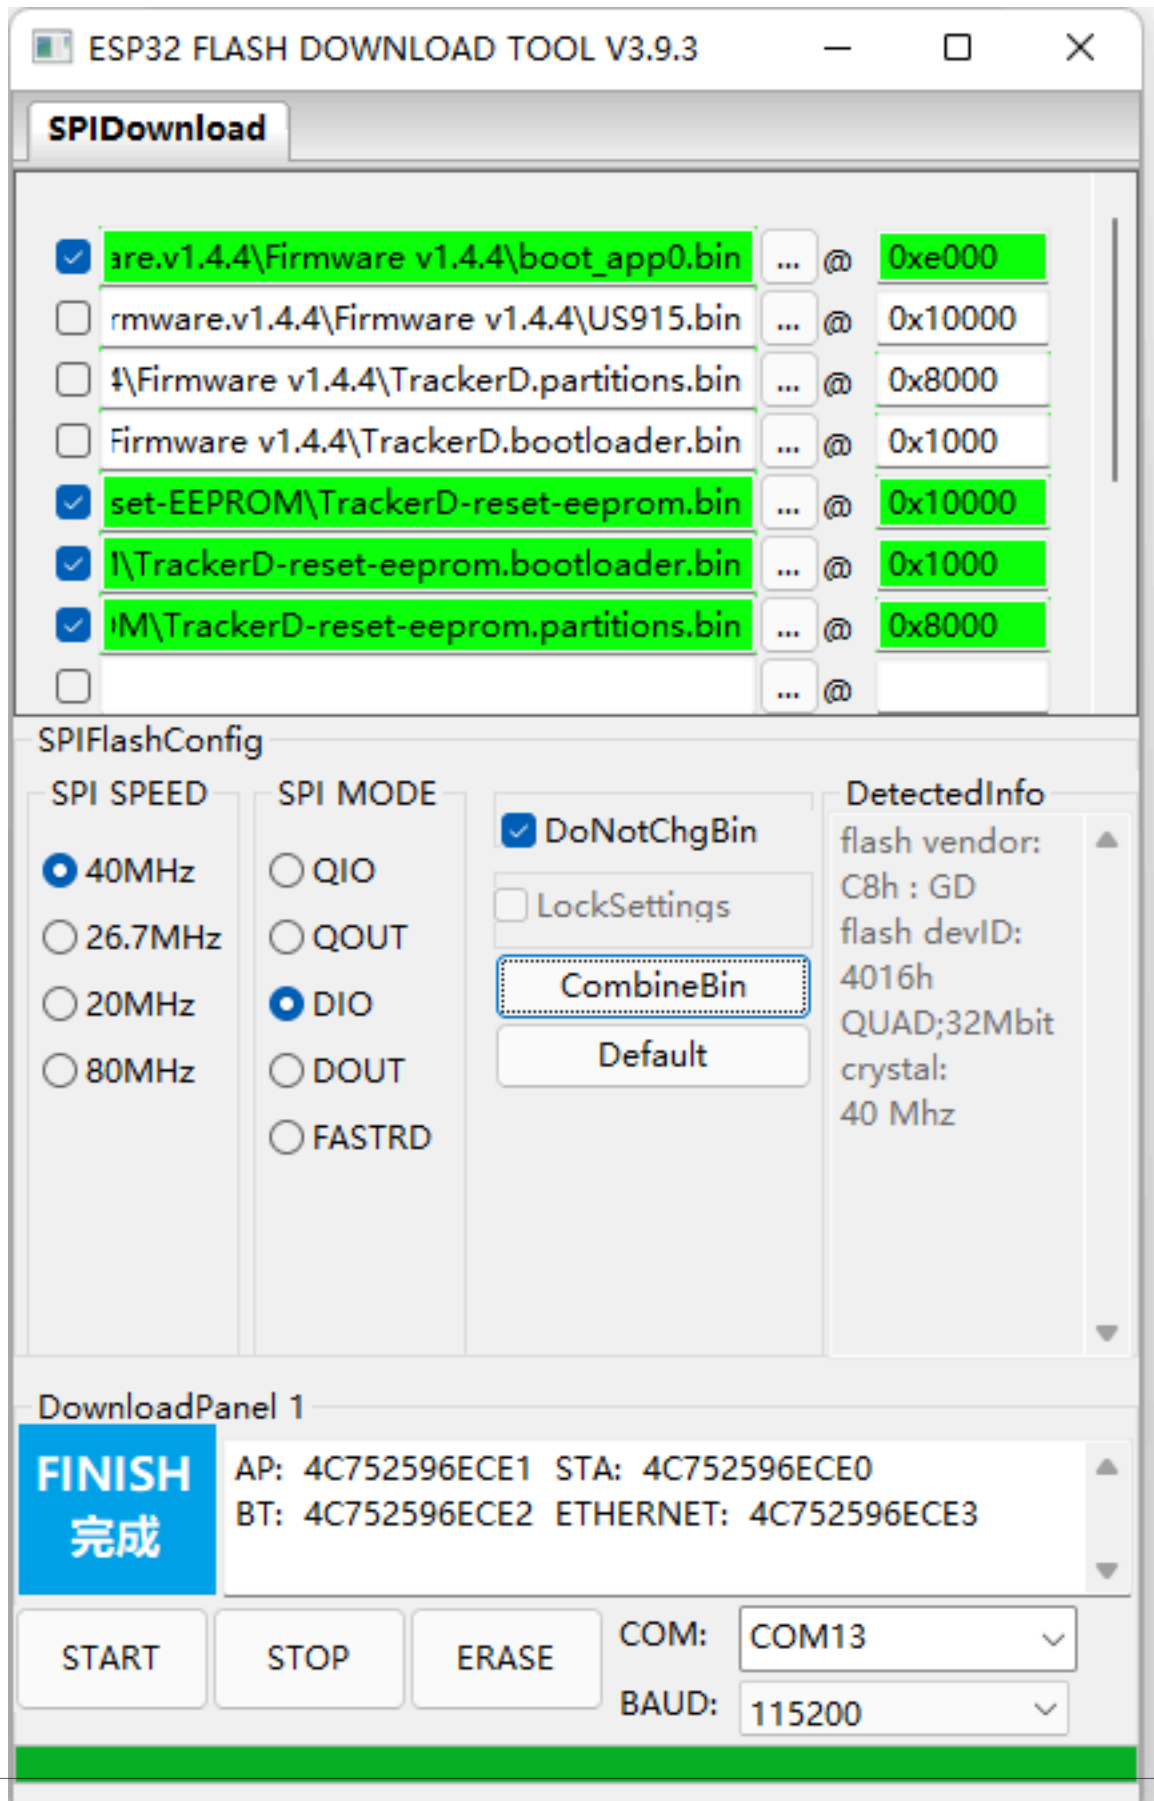 ESP32 FLASH DOWNLOAD TOOL V3.9.3
SPIDownload
are.v1.4.4\Firmware v1.4.4\boot_app0.bin ... @ 0xe000
rmware.v1.4.4\Firmware v1.4.4\US915.bin ... @ 0x10000
4\Firmware v1.4.4\TrackerD.partitions.bin ... @ 0x8000
Firmware v1.4.4\TrackerD.bootloader.bin ... @ 0x1000
set-EEPROM\TrackerD-reset-eeprom.bin ... @ 0x10000
\TrackerD-reset-eeprom.bootloader.bin ... @ 0x1000
M\TrackerD-reset-eeprom.partitions.bin ... @ 0x8000
... @
SPIFlashConfig
SPI SPEED
40MHz
26.7MHz
20MHz
80MHz
SPI MODE
QIO
QOUT
DIO
DOUT
FASTRD
DoNotChgBin
LockSettings
CombineBin
Default
DetectedInfo
flash vendor:
C8h : GD
flash devID:
4016h
QUAD;32Mbit
crystal:
40 Mhz
DownloadPanel 1
FINISH
完成
AP: 4C752596ECE1 STA: 4C752596ECE0
BT: 4C752596ECE2 ETHERNET: 4C752596ECE3
START
STOP
ERASE
COM: COM13
BAUD: 115200